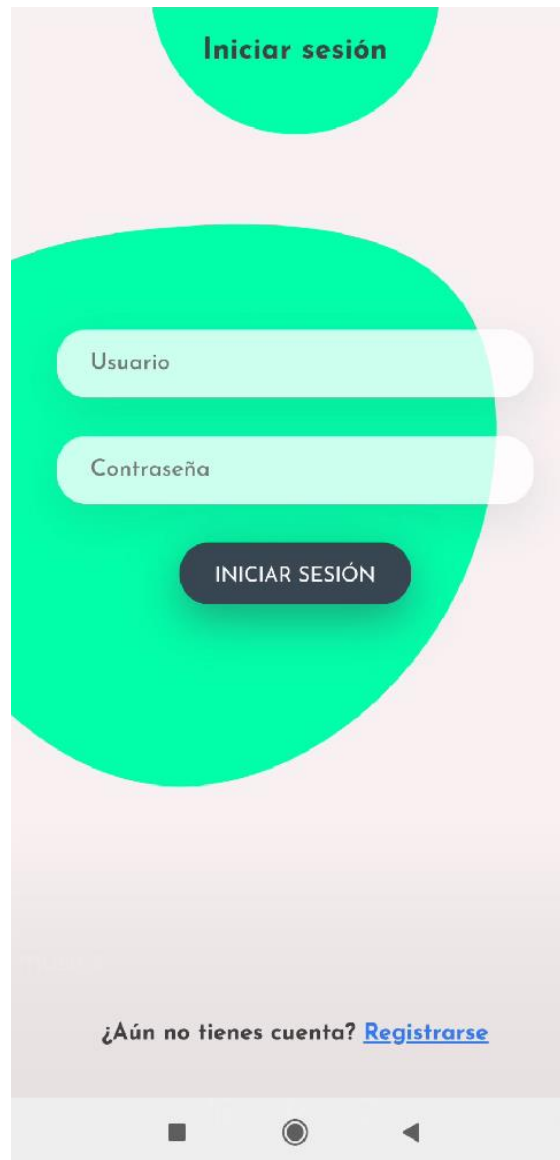 Iniciar sesión
Usuario
Contraseña
INICIAR SESIÓN
¿Aún no tienes cuenta? Registrarse